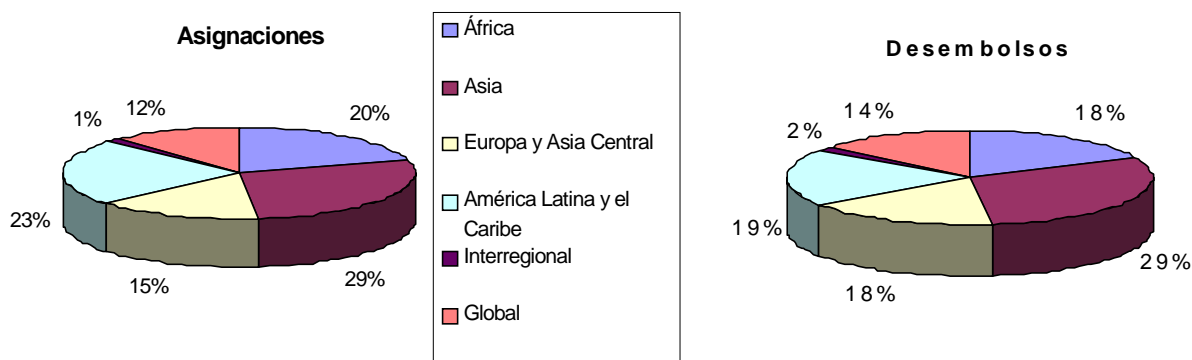 Asignaciones
1%
12%
20%
23%
15%
29%
África
Asia
Europa y Asia Central
América Latina y el
Caribe
Interregional
Global
Desembolsos
2%
14%
18%
19%
18%
29%